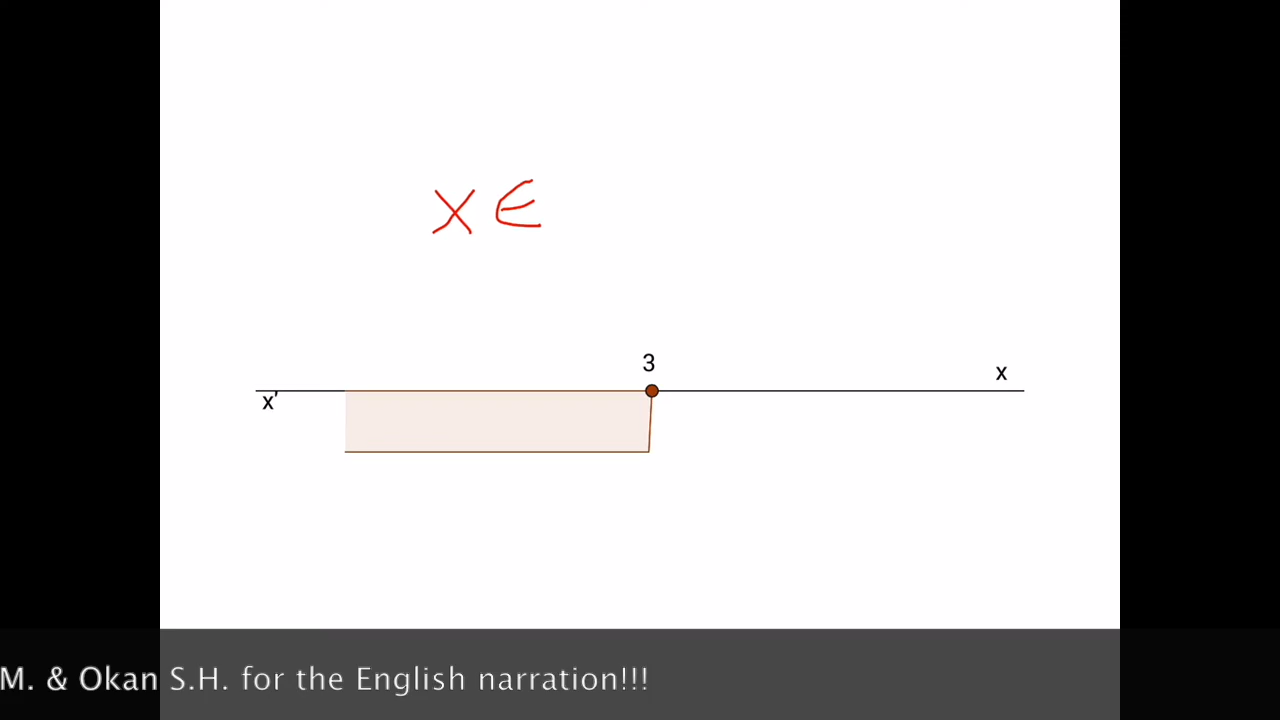 x ∈
3
x
x'
M. & Okan S.H. for the English narration!!!